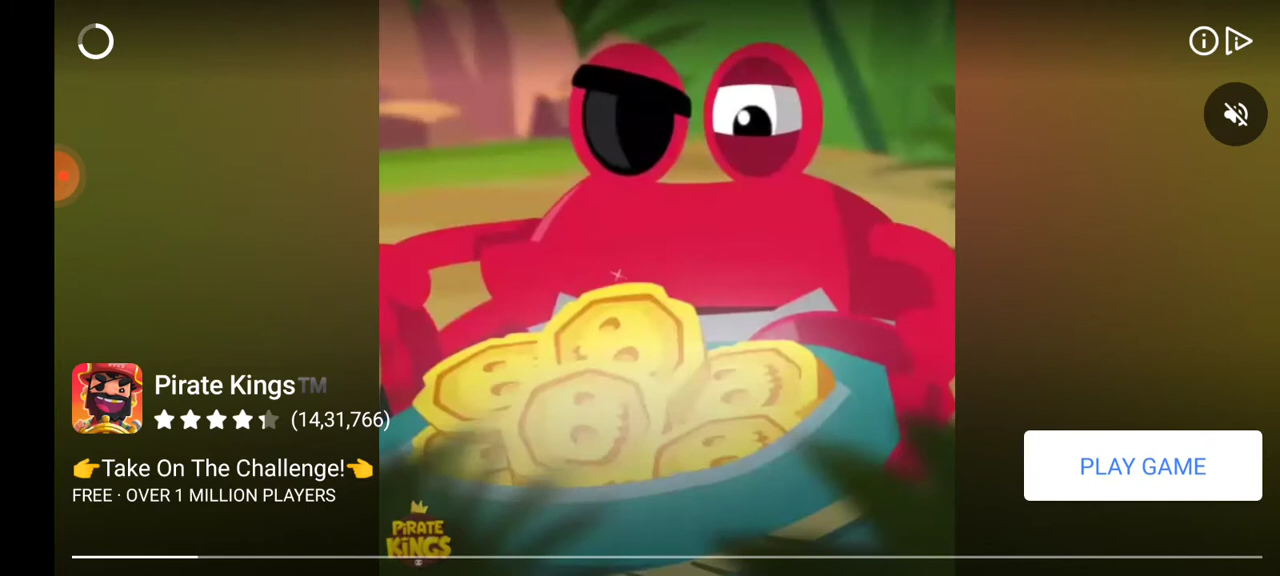 Pirate Kings™
(14,31,766)
👉Take On The Challenge!👈
FREE · OVER 1 MILLION PLAYERS
PLAY GAME
PIRATE
KINGS